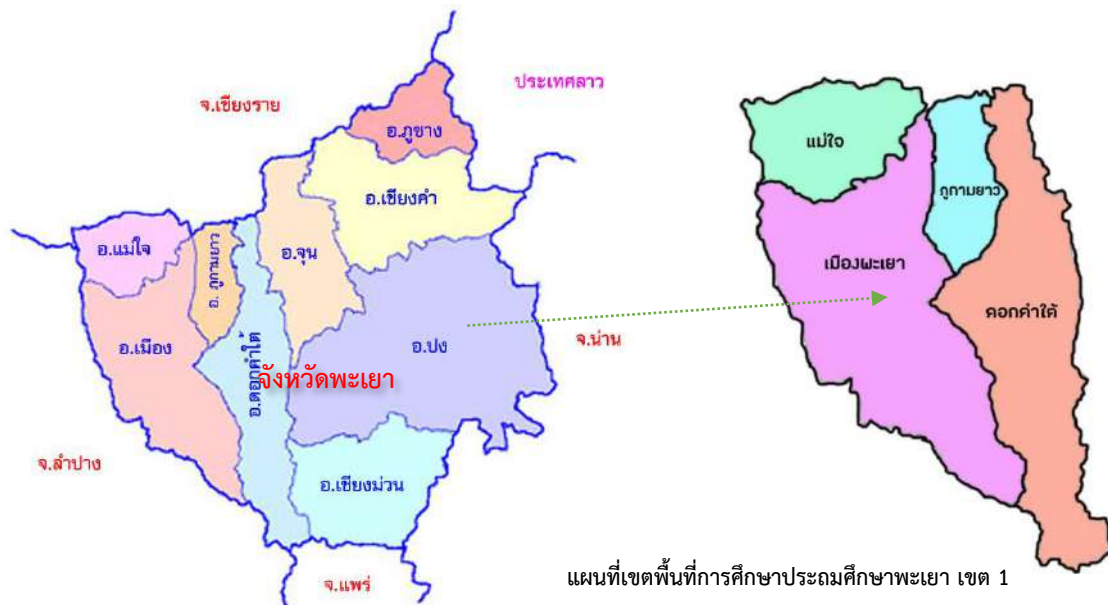 ประเทศลาว
จ.เชียงราย
อ.ภูซาง
อ.เชียงคำ
อ.แม่ใจ
อ. ภูกามยาว
อ.จุน
อ.เมือง
อ.ดอกคำใต้
อ.ปง
จ.น่าน
จังหวัดพะเยา
จ.ลำปาง
อ.เชียงม่วน
จ.แพร่
แม่ใจ
ภูกามยาว
เมืองพะเยา
ดอกคำใต้
แผนที่เขตพื้นที่การศึกษาประถมศึกษาพะเยา เขต 1